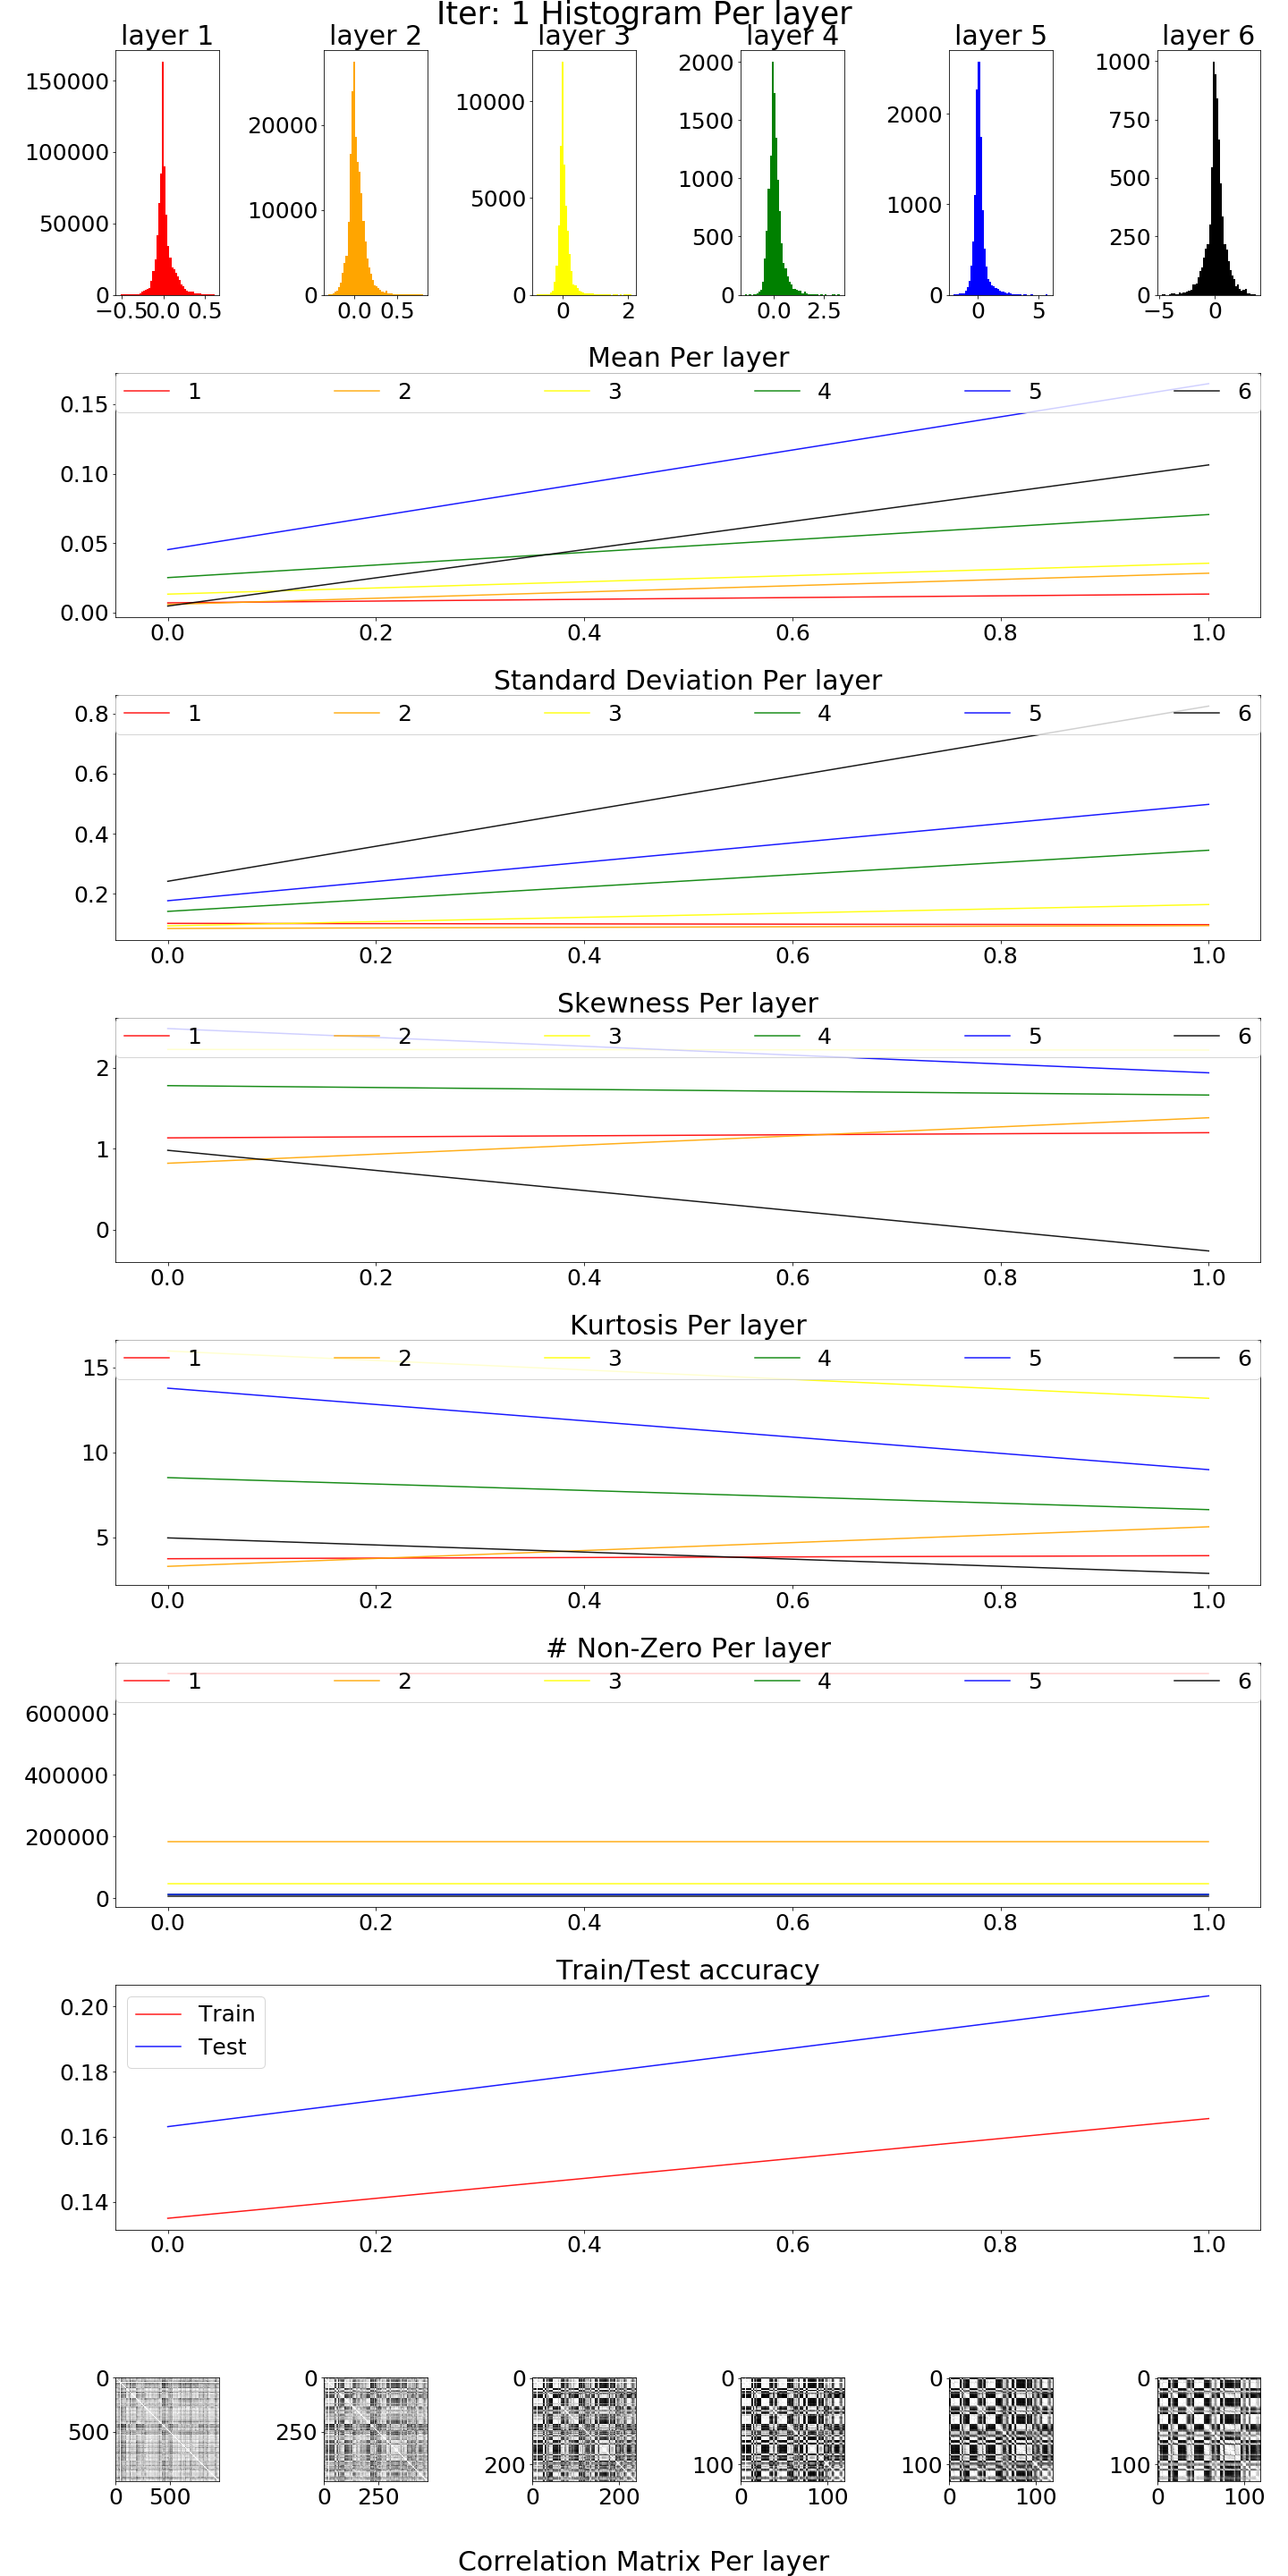 Iter: 1 Histogram Per layer
layer 1 layer 2 layer 3 layer 4 layer 5 layer 6
150000 100000 50000 0
−0.5 0.0 0.5
20000 10000 0
0.0 0.5
10000 5000 0
0 2
2000 1500 1000 500 0
0.0 2.5
2000 1000 0
0 5
1000 750 500 250 0
−5 0
Mean Per layer
1 2 3 4 5 6
0.15
0.10
0.05
0.00
0.0 0.2 0.4 0.6 0.8 1.0
Standard Deviation Per layer
1 2 3 4 5 6
0.8
0.6
0.4
0.2
0.0 0.2 0.4 0.6 0.8 1.0
Skewness Per layer
1 2 3 4 5 6
2
1
0
0.0 0.2 0.4 0.6 0.8 1.0
Kurtosis Per layer
1 2 3 4 5 6
15
10
5
0.0 0.2 0.4 0.6 0.8 1.0
# Non-Zero Per layer
1 2 3 4 5 6
600000
400000
200000
0
0.0 0.2 0.4 0.6 0.8 1.0
Train/Test accuracy
Train
Test
0.20
0.18
0.16
0.14
0.0 0.2 0.4 0.6 0.8 1.0
0 500
0 500
0 250
0 250
0 200
0 200
0 100
0 100
0 100
0 100
0 100
0 100
Correlation Matrix Per layer